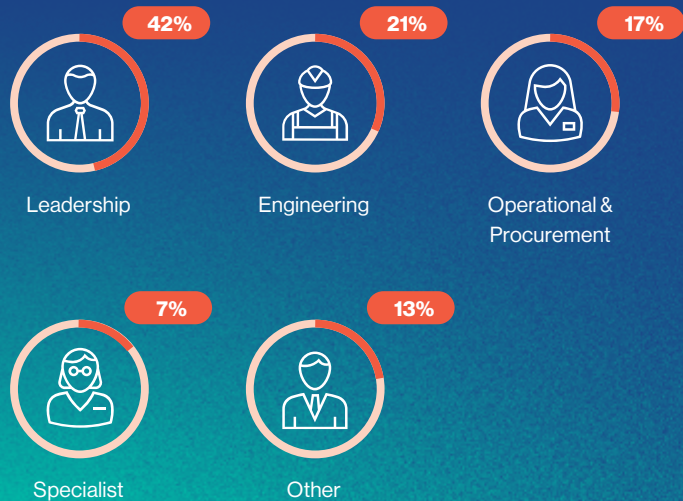 42%
Leadership
21%
Engineering
17%
Operational &
Procurement
7%
Specialist
13%
Other